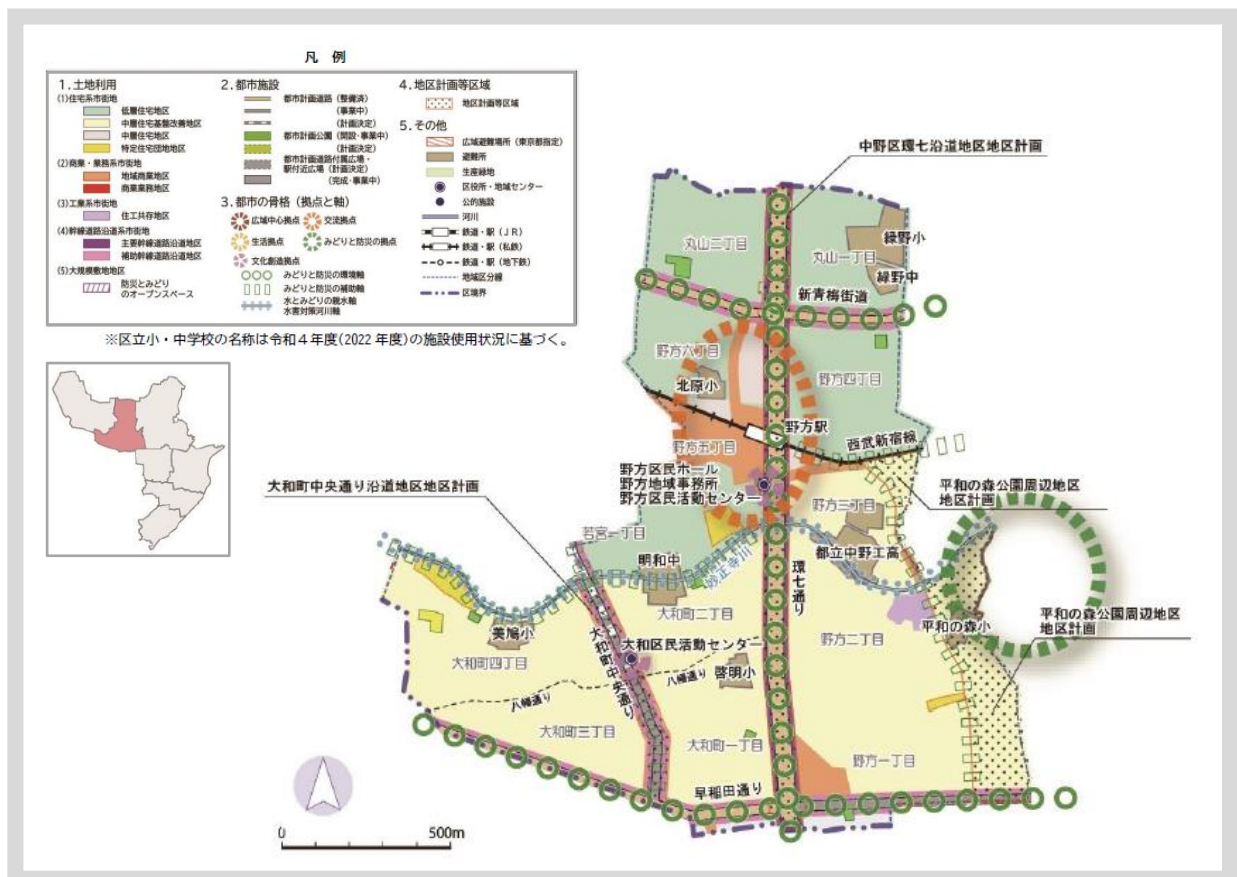 凡 例
1.土地利用
(1)住宅系市街地
低層住宅地区
中層住宅基盤改善地区
中層住宅地区
特定住宅団地地区
(2)商業・業務系市街地
地域商業地区
商業業務地区
(3)工業系市街地
住工共存地区
(4)幹線道路沿道系市街地
主要幹線道路沿道地区
補助幹線道路沿道地区
(5)大規模敷地地区
防災とみどり
のオープンスペース
2.都市施設
都市計画道路(整備済)
(事業中)
(計画決定)
都市計画公園(開設・事業中)
(計画決定)
都市計画道路付属広場・
駅付近広場(計画決定)
(完成・事業中)
3.都市の骨格(拠点と軸)
広域中心拠点
交流拠点
生活拠点
みどりと防災の拠点
文化創造拠点
みどりと防災の環境軸
みどりと防災の補助軸
水とみどりの親水軸
水害対策河川軸
4.地区計画等区域
地区計画等区域
5.その他
広域避難場所(東京都指定)
避難所
生産緑地
区役所・地域センター
公的施設
河川
鉄道・駅(JR)
鉄道・駅(私鉄)
鉄道・駅(地下鉄)
地域区分線
区境界
※区立小・中学校の名称は令和4年度(2022 年度)の施設使用状況に基づく。
中野区環七沿道地区地区計画
丸山二丁目
丸山一丁目
緑野小
緑野中
新青梅街道
野方六丁目
北原小
野方四丁目
野方駅
西武新宿線
野方五丁目
野方区民ホール
野方地域事務所
野方区民活動センター
大和町中央通り沿道地区地区計画
野方三丁目
平和の森公園周辺地区
地区計画
若宮一丁目
明和中
妙正寺川
都立中野工高
環七通り
大和町二丁目
平和の森小
平和の森公園周辺地区
地区計画
美鳩小
大和町四丁目
大和町中央通り
大和区民活動センター
野方二丁目
八幡通り
八幡通り
啓明小
大和町三丁目
大和町一丁目
野方一丁目
早稲田通り
0
500m